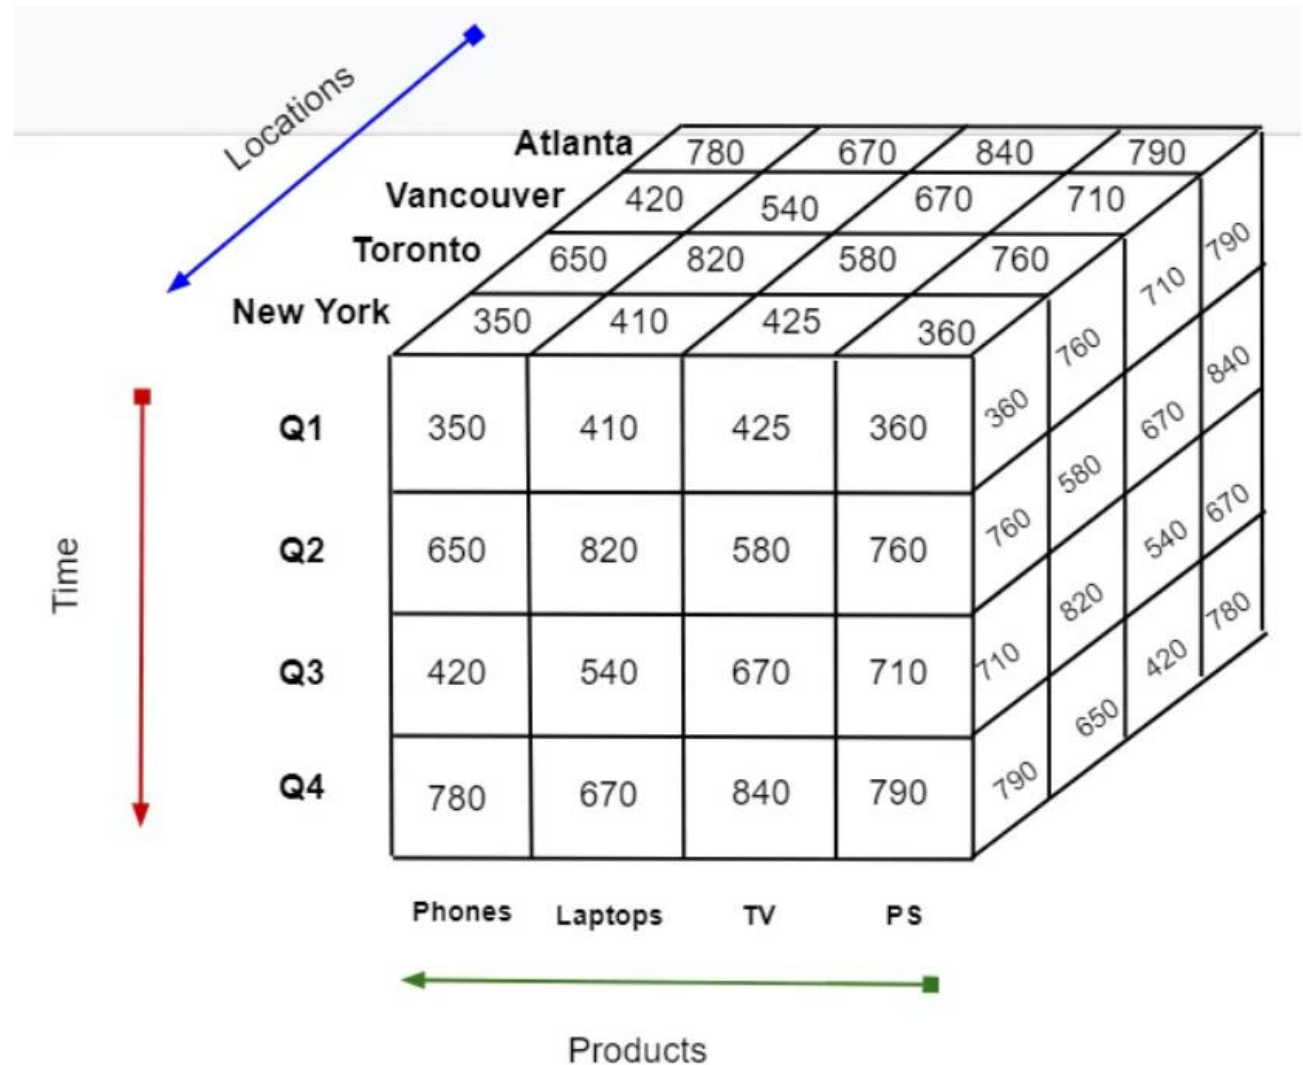 Locations
Atlanta 780 670 840 790
Vancouver 420 540 670 710
Toronto 650 820 580 760
New York 350 410 425 360
Time
Q1 350 410 425 360
Q2 650 820 580 760
Q3 420 540 670 710
Q4 780 670 840 790
360 760 710 790
760 580 670 840
710 820 540 670
790 650 420 780
Phones Laptops TV PS
Products